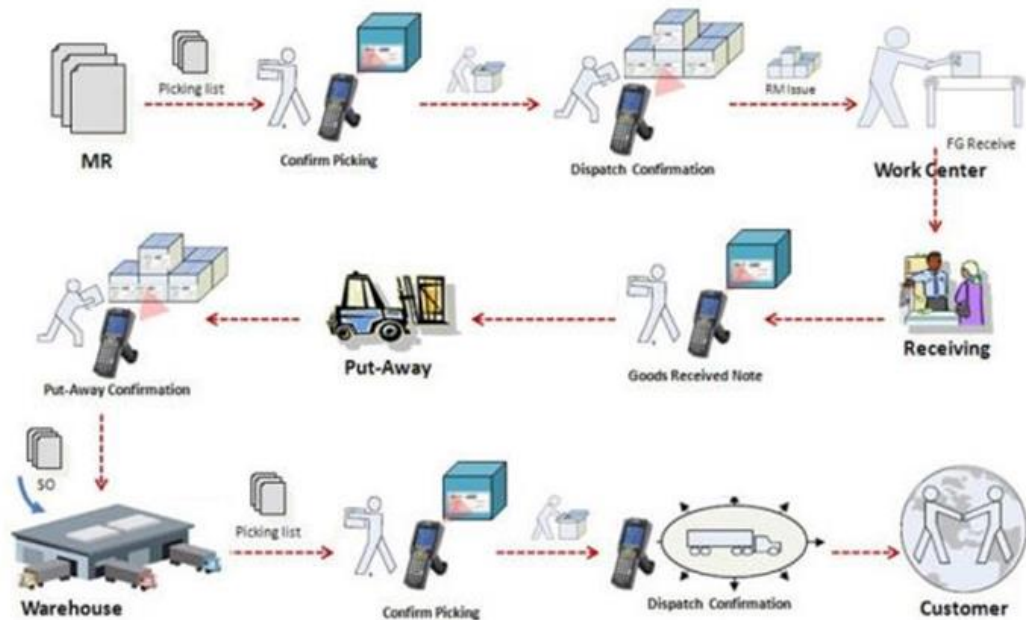 Picking list
RM Issue
MR
Confirm Picking
Dispatch Confirmation
Work Center
FG Receive
Put-Away Confirmation
Put-Away
Goods Received Note
Receiving
SO
Picking list
Warehouse
Confirm Picking
Dispatch Confirmation
Customer